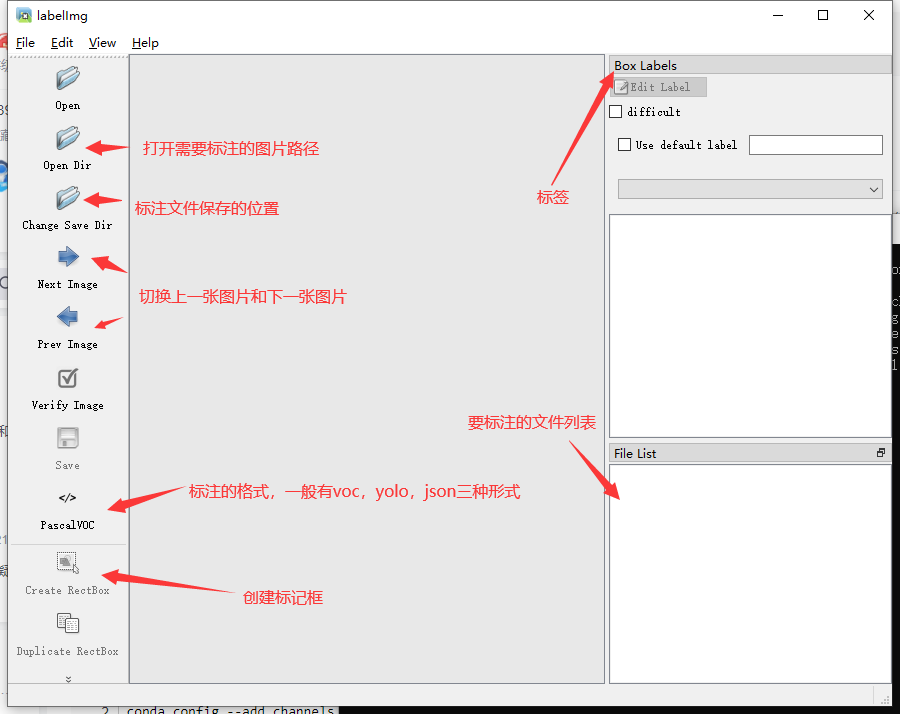 labelImg
File Edit View Help
Open
Open Dir
打开需要标注的图片路径
Change Save Dir
标注文件保存的位置
Next Image
切换上一张图片和下一张图片
Prev Image
Verify Image
Save
</>
PascalVOC
标注的格式，一般有voc，yolo，json三种形式
Create RectBox
创建标记框
Duplicate RectBox
Box Labels
Edit Label
difficult
Use default label
标签
要标注的文件列表
File List
2 conda config --add channels